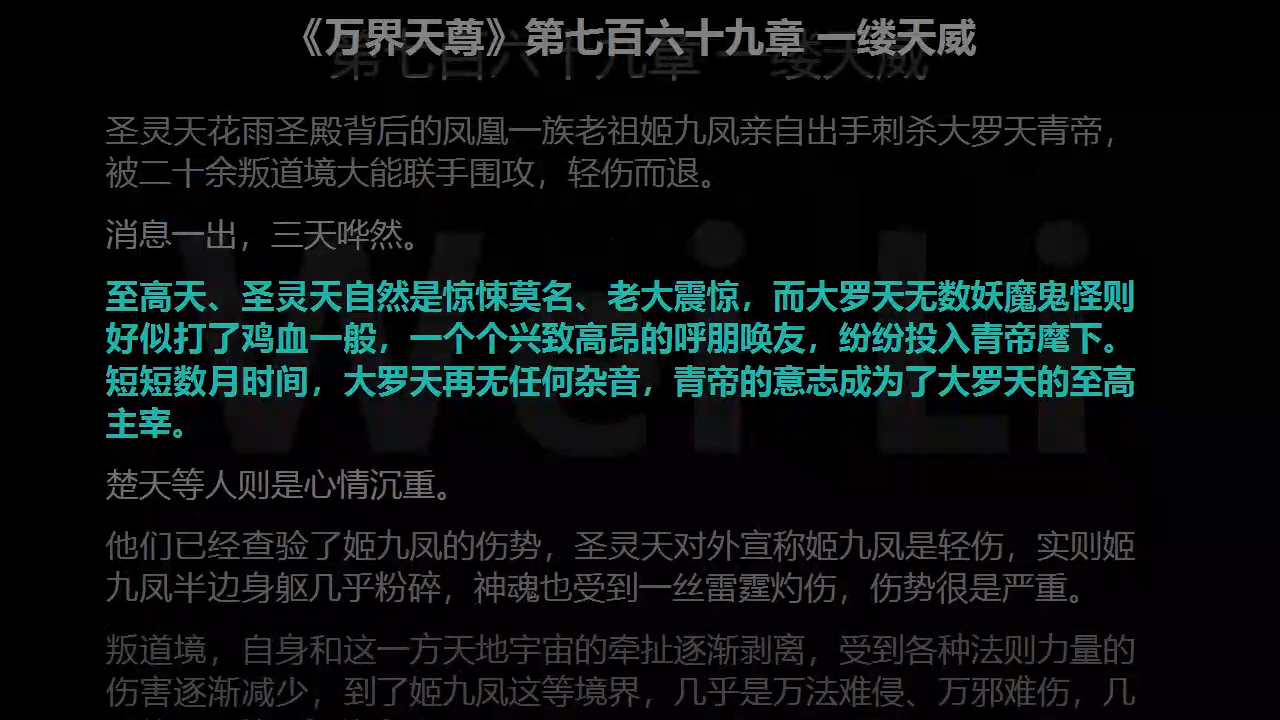 《万界天尊》第七百六十九章 一缕天威
第七百六十九章 一缕天威
圣灵天花雨圣殿背后的凤凰一族老祖姬九凤亲自出手刺杀大罗天青帝，
被二十余叛道境大能联手围攻，轻伤而退。
消息一出，三天哗然。
至高天、圣灵天自然是惊悚莫名、老大震惊，而大罗天无数妖魔鬼怪则
好似打了鸡血一般，一个个兴致高昂的呼朋唤友，纷纷投入青帝麾下。
短短数月时间，大罗天再无任何杂音，青帝的意志成为了大罗天的至高
主宰。
楚天等人则是心情沉重。
他们已经查验了姬九凤的伤势，圣灵天对外宣称姬九凤是轻伤，实则姬
九凤半边身躯几乎粉碎，神魂也受到一丝雷霆灼伤，伤势很是严重。
叛道境，自身和这一方天地宇宙的牵扯逐渐剥离，受到各种法则力量的
伤害逐渐减少，到了姬九凤这等境界，几乎是万法难侵、万邪难伤，几
Wei Li